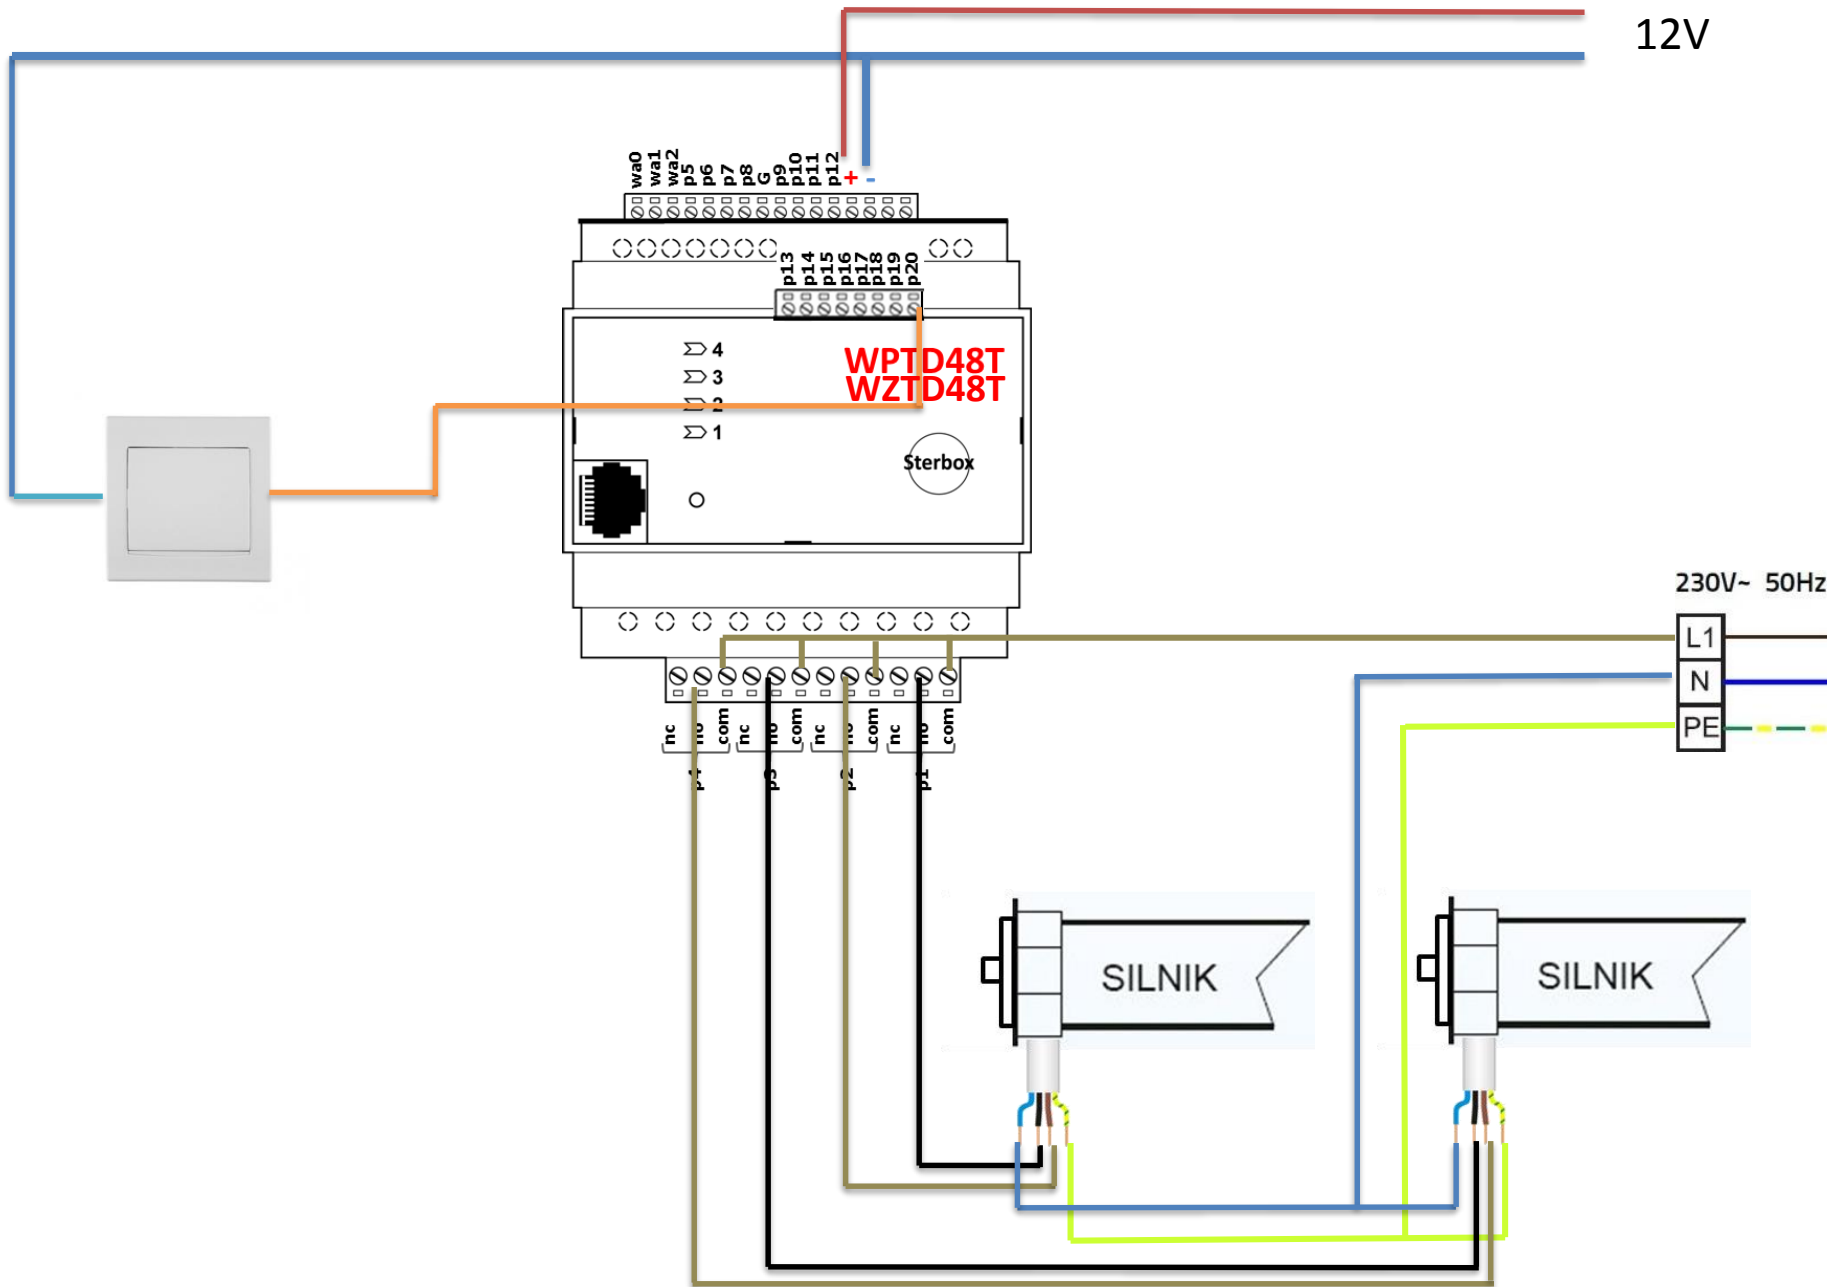 12V
wa0
wa1
wa2
p5
p6
p7
p8
G
p9
p10
p11
p12
+
-
p13
p14
p15
p16
p17
p18
p19
p20
4
3
2
1
WPTD48T
WZTD48T
Sterbox
230V~ 50Hz
L1
N
PE
nc
no
com
nc
no
com
nc
no
com
nc
no
com
p4
p3
p2
p1
SILNIK
SILNIK